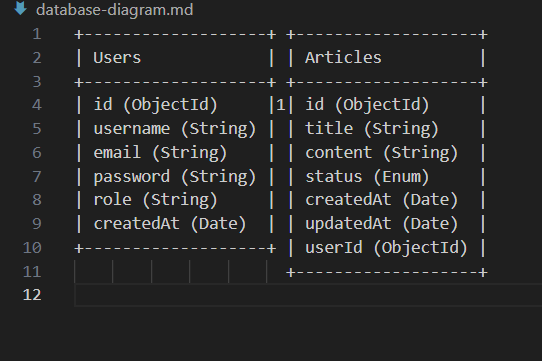 database-diagram.md
1 +-------------------+ +-------------------+
2 | Users             | | Articles          |
3 +-------------------+ +-------------------+
4 | id (ObjectId)     |1| id (ObjectId)     |
5 | username (String) | | title (String)    |
6 | email (String)    | | content (String)  |
7 | password (String) | | status (Enum)     |
8 | role (String)     | | createdAt (Date)  |
9 | createdAt (Date)  | | updatedAt (Date)  |
10 +-------------------+ | userId (ObjectId) |
11                       +-------------------+
12